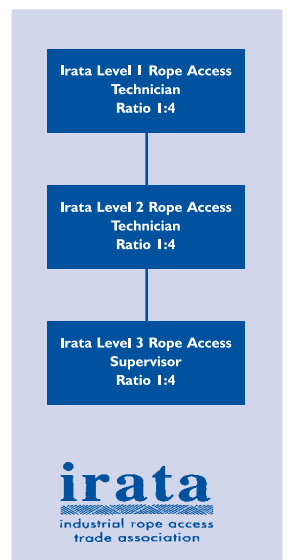 Irata Level 1 Rope Access
Technician
Ratio 1:4
Irata Level 2 Rope Access
Technician
Ratio 1:4
Irata Level 3 Rope Access
Supervisor
Ratio 1:4
irata
industrial rope access
trade association